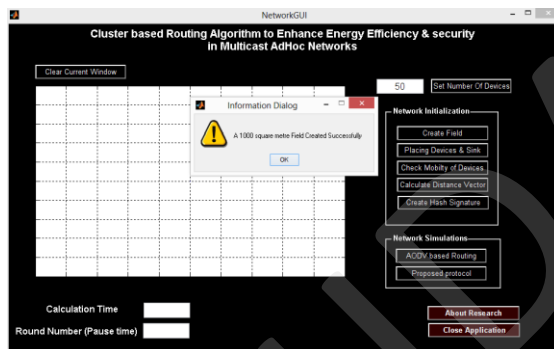 NetworkGUI
Cluster based Routing Algorithm to Enhance Energy Efficiency & security
in Multicast AdHoc Networks
Clear Current Window
50
Set Number Of Devices
Information Dialog
A 1000 square metre Field Created Successfully
OK
Network Initialization
Create Field
Placing Devices & Sink
Check Mobilty of Devices
Calculate Distance Vector
Create Hash Signature
Network Simulations
AODV based Routing
Proposed protocol
Calculation Time
Round Number (Pause time)
About Research
Close Application